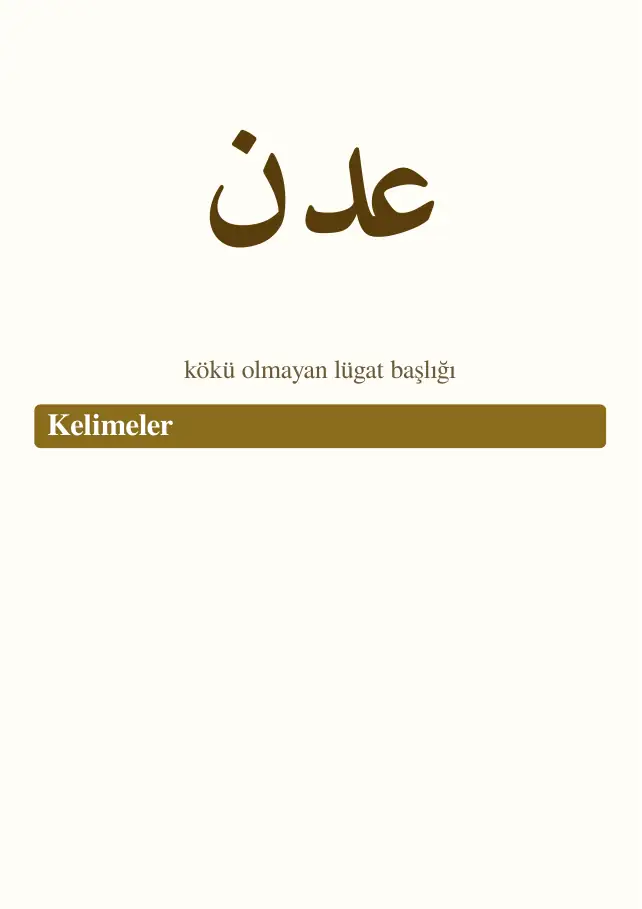 عدن
kökü olmayan lügat başlığı
Kelimeler